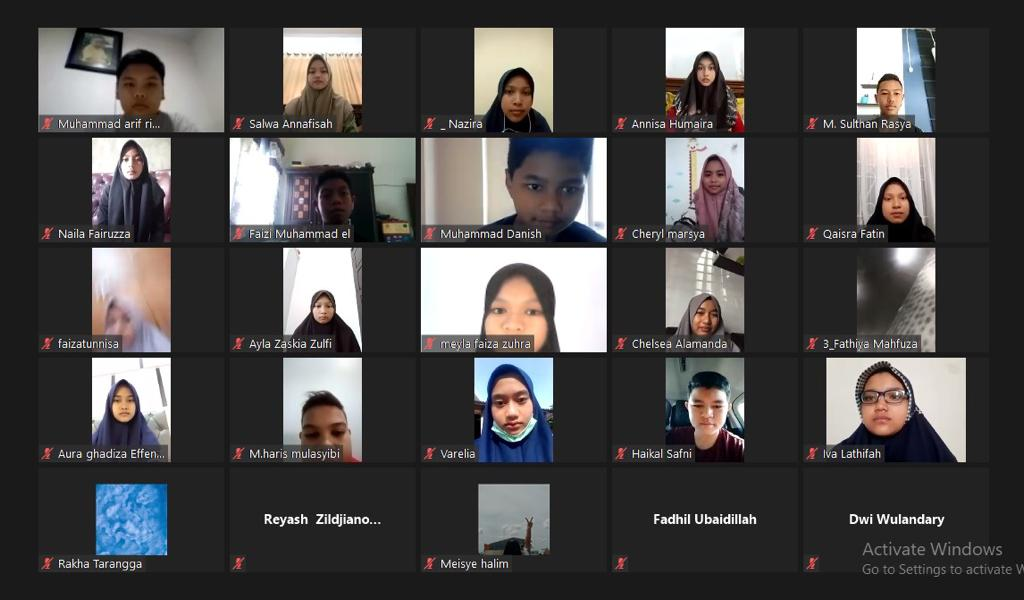 Muhammad arif ri...
Salwa Annafisah
_ Nazira
Annisa Humaira
M. Sulthan Rasya
Naila Fairuzza
Faizi Muhammad el
Muhammad Danish
Cheryl marsya
Qaisra Fatin
faizatunnisa
Ayla Zaskia Zulfi
meyla faiza zuhra
Chelsea Alamanda
3_Fathiya Mahfuza
Aura ghadiza Effen...
M.haris mulasyibi
Varelia
Haikal Safni
Iva Lathifah
Rakha Tarangga
Reyash Zildjiano...
Meisye halim
Fadhil Ubaidillah
Dwi Wulandary
Activate Windows
Go to Settings to activate W